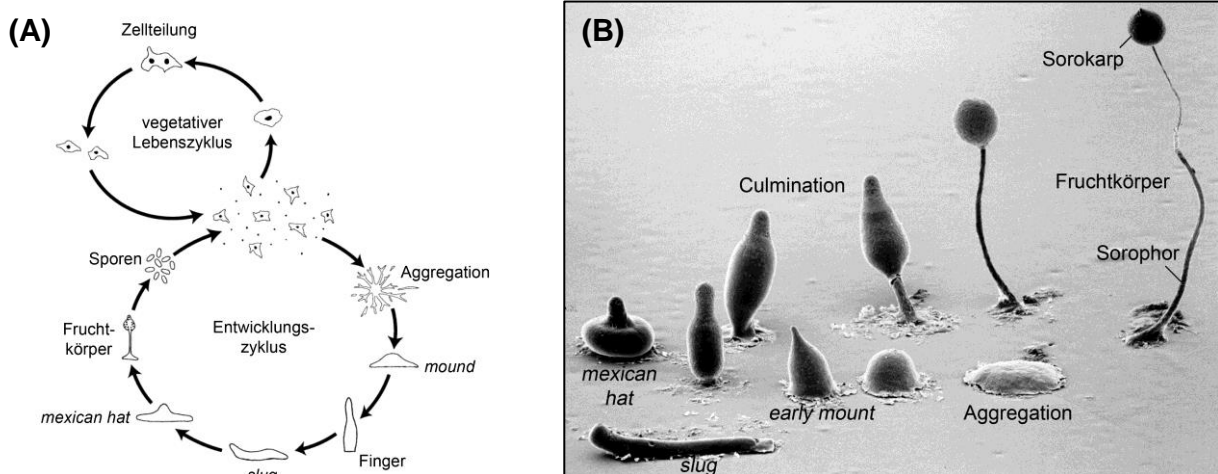 (A)
Zellteilung
vegetativer
Lebenszyklus
Sporen
Aggregation
Frucht-
körper
Entwicklungs-
zyklus
mound
mexican hat
Finger
slug
(B)
Sorokarp
Culmination
Fruchtkörper
Sorophor
mexican
hat
early mount
Aggregation
slug